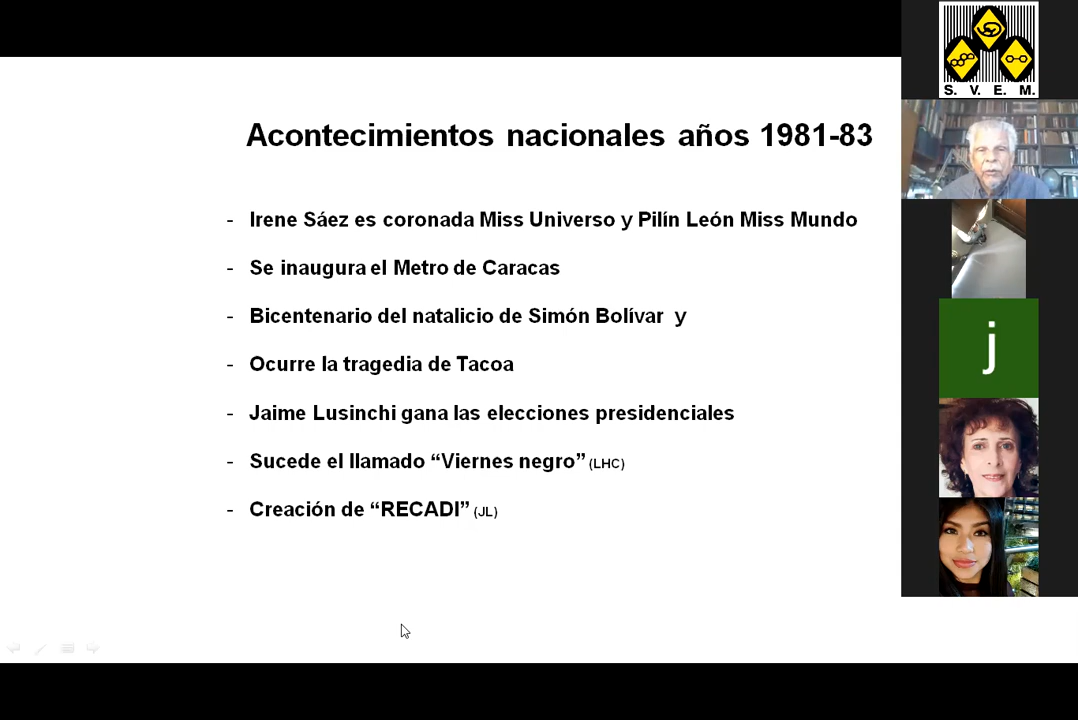 Acontecimientos nacionales años 1981-83
- Irene Sáez es coronada Miss Universo y Pilín León Miss Mundo
- Se inaugura el Metro de Caracas
- Bicentenario del natalicio de Simón Bolívar y
- Ocurre la tragedia de Tacoa
- Jaime Lusinchi gana las elecciones presidenciales
- Sucede el llamado “Viernes negro” (LHC)
- Creación de “RECADI” (JL)
S. V. E. M.
j